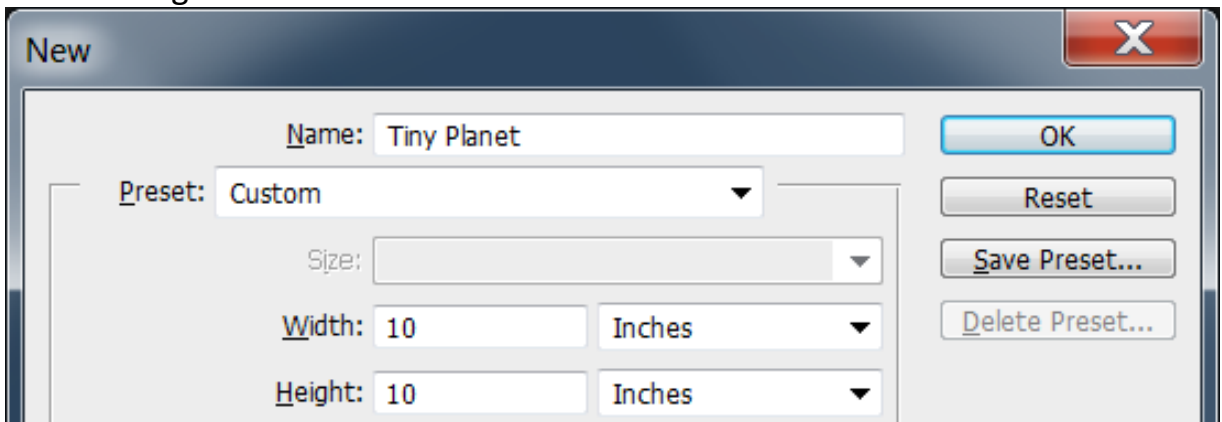 New
Name: Tiny Planet
OK
Preset: Custom
Reset
Size:
Save Preset...
Width: 10 Inches
Delete Preset...
Height: 10 Inches